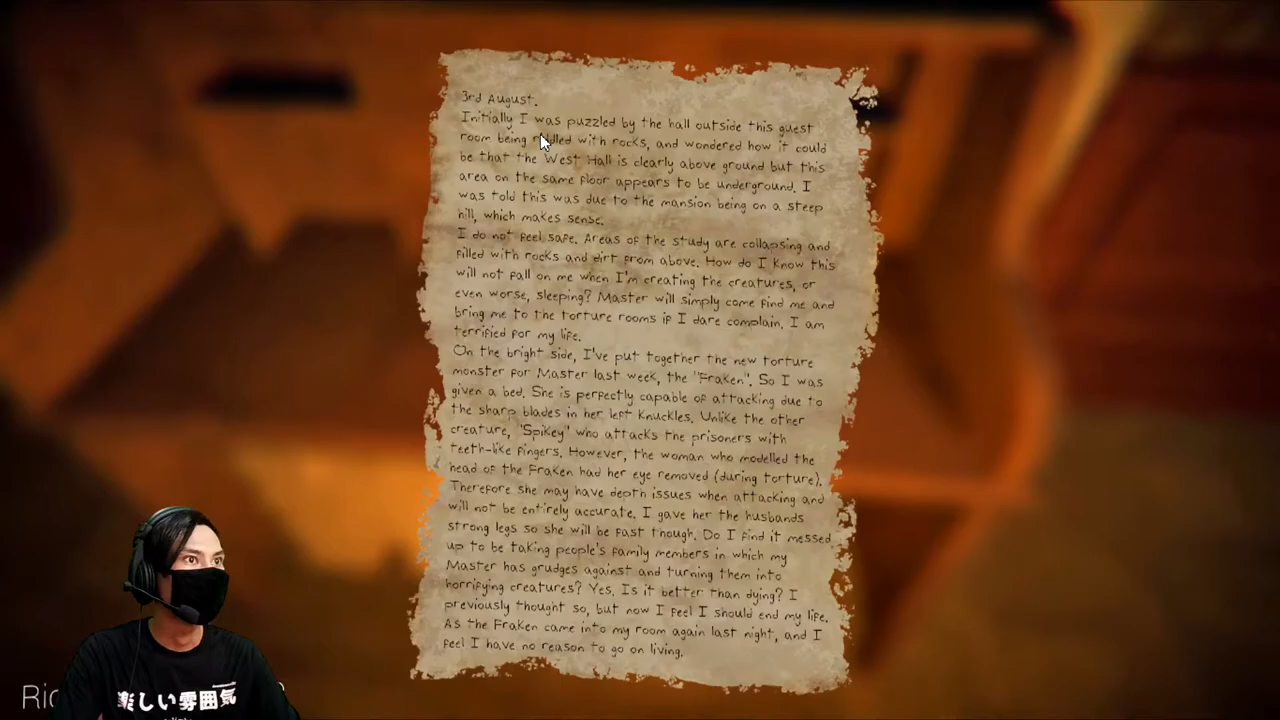 3rd August.
Initially I was puzzled by the hall outside this guest
room being riddled with rocks, and wondered how it could
be that the West Hall is clearly above ground but this
area on the same floor appears to be underground. I
was told this was due to the mansion being on a steep
hill, which makes sense.
I do not feel safe. Areas of the study are collapsing and
filled with rocks and dirt from above. How do I know this
will not fall on me when I'm creating the creatures, or
even worse, sleeping? Master will simply come find me and
bring me to the torture rooms if I dare complain. I am
terrified for my life.
On the bright side, I've put together the new torture
monster for Master last week, the "Fraken". So I was
given a bed. She is perfectly capable of attacking due to
the sharp blades in her left knuckles. Unlike the other
creature, "Spikey" who attacks the prisoners with
teeth-like fingers. However, the woman who modelled the
head of the Fraken had her eye removed (during torture).
Therefore she may have depth issues when attacking and
will not be entirely accurate. I gave her the husbands
strong legs so she will be fast though. Do I find it messed
up to be taking people's family members in which my
Master has grudges against and turning them into
horrifying creatures? Yes. Is it better than dying? I
previously thought so, but now I feel I should end my life.
As the Fraken came into my room again last night, and I
feel I have no reason to go on living.
楽しい雰囲気